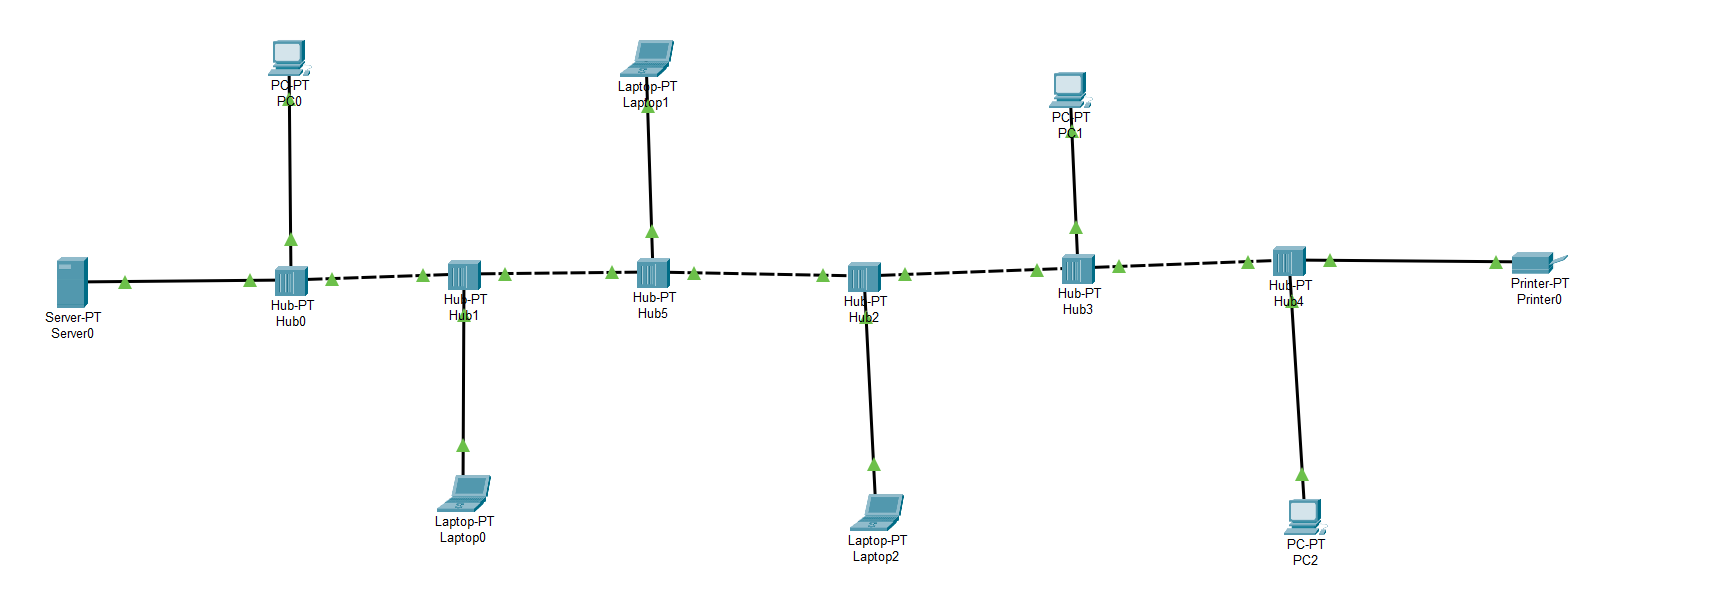 PC-PT
PC0
Laptop-PT
Laptop1
PC-PT
PC1
Server-PT
Server0
Hub-PT
Hub0
Hub-PT
Hub1
Hub-PT
Hub5
Hub-PT
Hub2
Hub-PT
Hub3
Hub-PT
Hub4
Printer-PT
Printer0
Laptop-PT
Laptop0
Laptop-PT
Laptop2
PC-PT
PC2